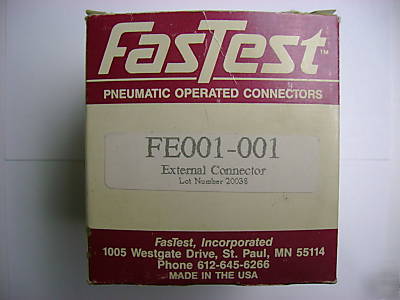 FasTest™
PNEUMATIC OPERATED CONNECTORS
FE001-001
External Connector
Lot Number 20038
FasTest, Incorporated
1005 Westgate Drive, St. Paul, MN 55114
Phone 612-645-6266
MADE IN THE USA